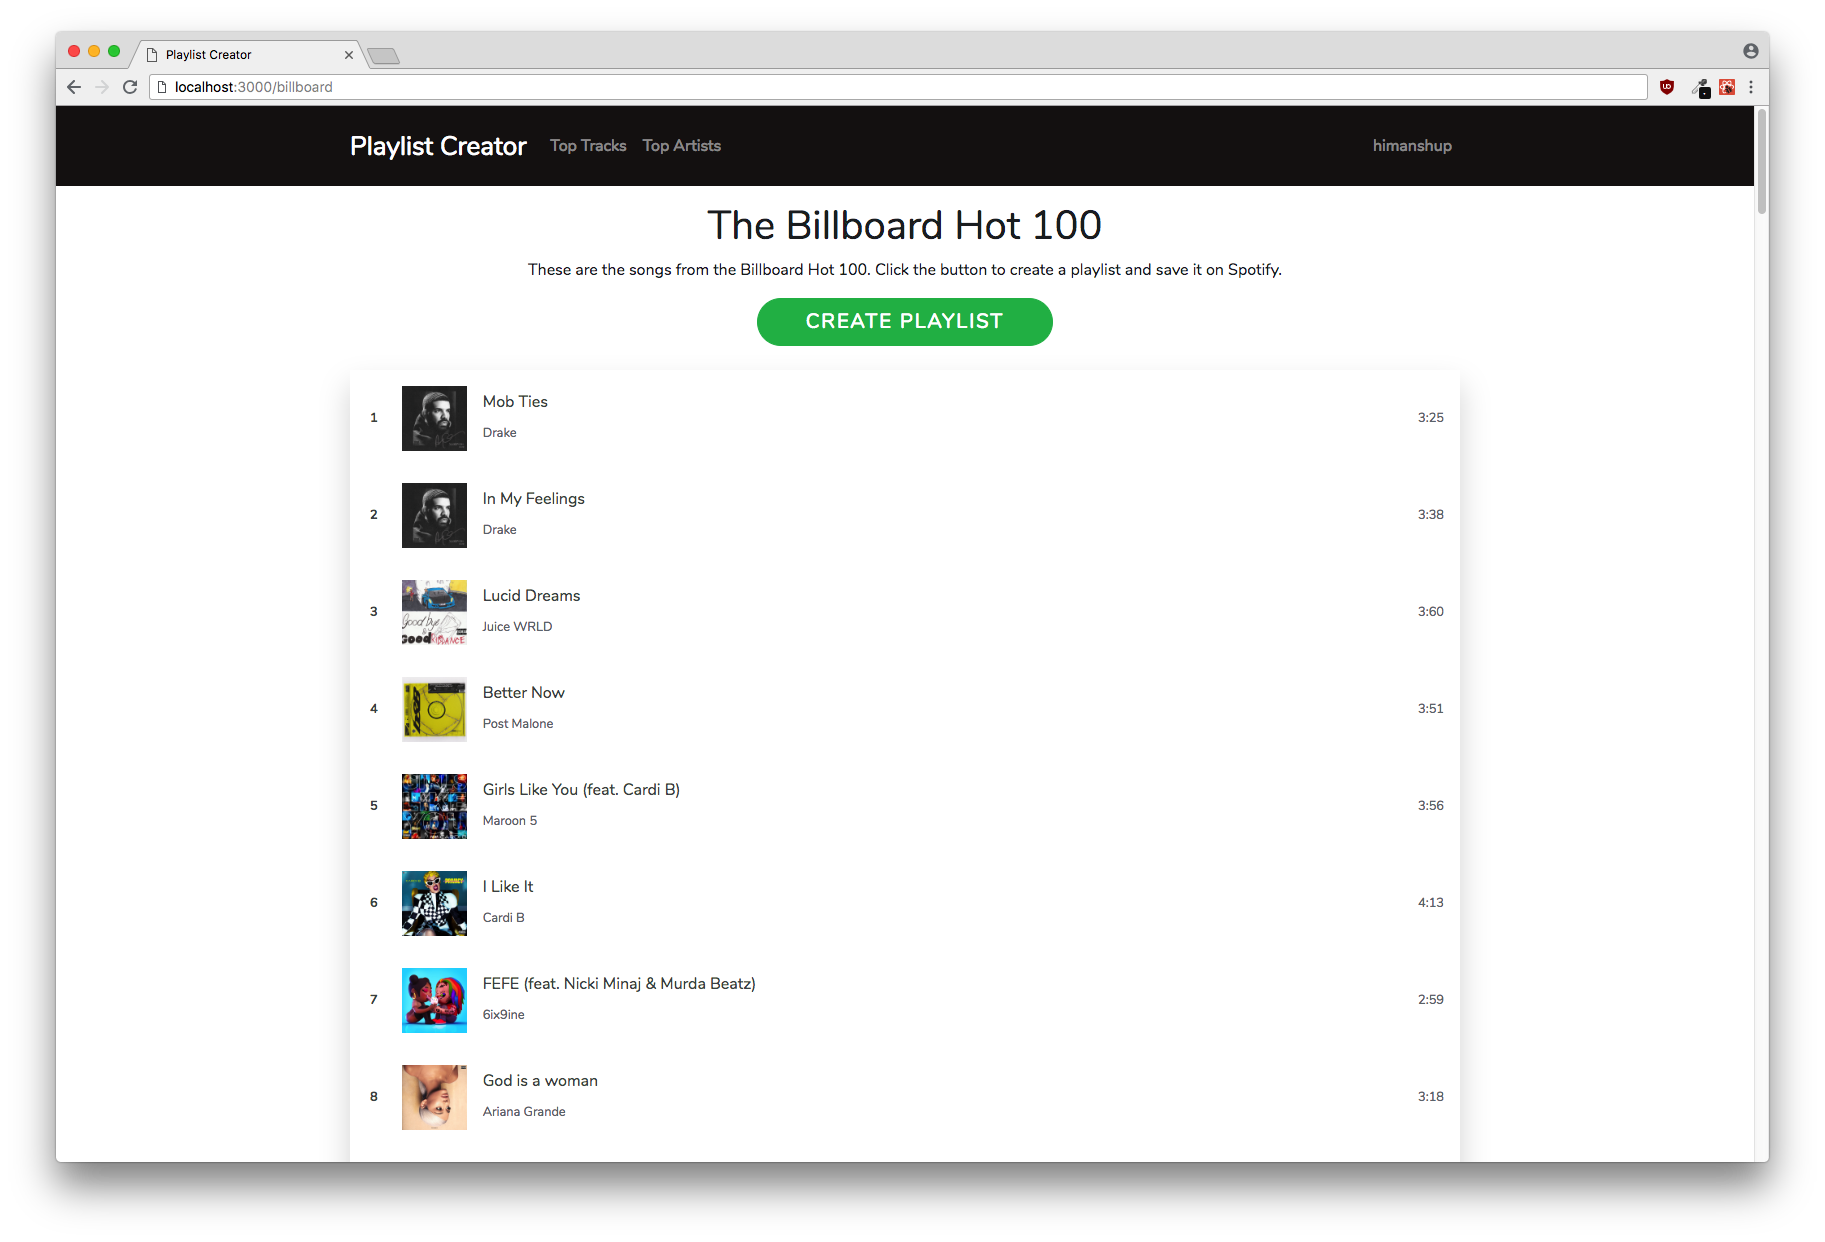 Playlist Creator
localhost:3000/billboard
Playlist Creator Top Tracks Top Artists himanshup
The Billboard Hot 100
These are the songs from the Billboard Hot 100. Click the button to create a playlist and save it on Spotify.
CREATE PLAYLIST
1 Mob Ties 3:25
Drake
2 In My Feelings 3:38
Drake
Good bye
GOOD RIDDANCE
3 Lucid Dreams 3:60
Juice WRLD
4 Better Now 3:51
Post Malone
5 Girls Like You (feat. Cardi B) 3:56
Maroon 5
PRIVACY
6 I Like It 4:13
Cardi B
7 FEFE (feat. Nicki Minaj & Murda Beatz) 2:59
6ix9ine
8 God is a woman 3:18
Ariana Grande